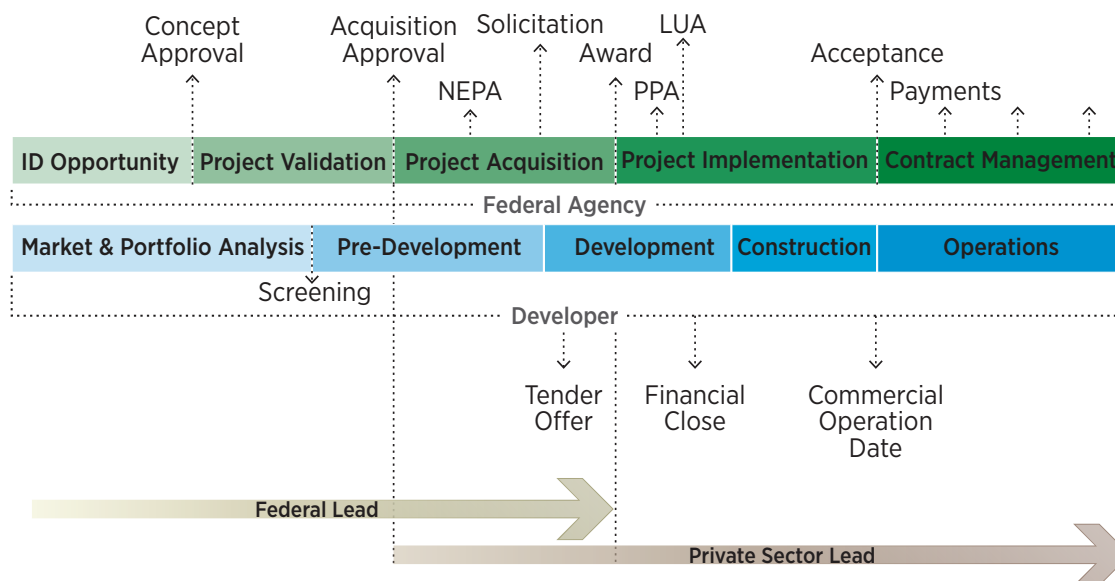 Concept
Approval
Acquisition
Approval
Solicitation
NEPA
Award
LUA
PPA
Acceptance
Payments
ID Opportunity
Project Validation
Project Acquisition
Project Implementation
Contract Management
Federal Agency
Market & Portfolio Analysis
Pre-Development
Development
Construction
Operations
Screening
Developer
Tender
Offer
Financial
Close
Commercial
Operation
Date
Federal Lead
Private Sector Lead